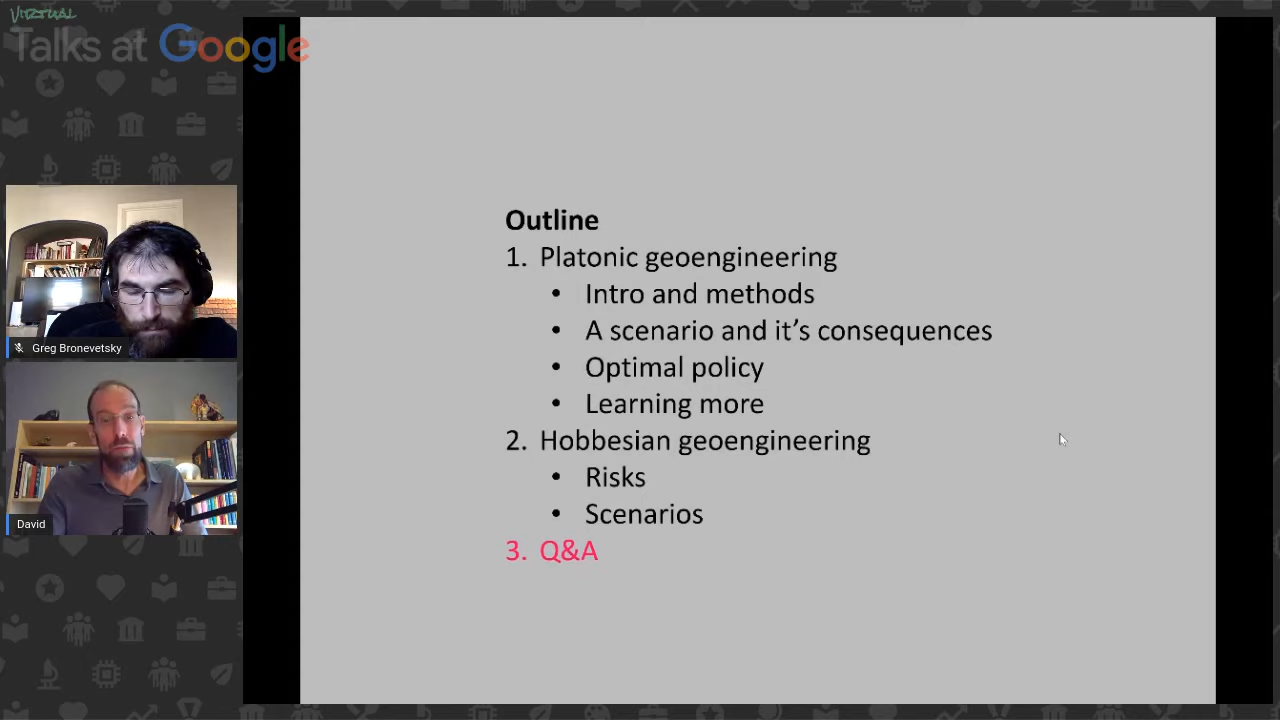 VIRTUAL
Talks at Google
Greg Bronevetsky
David
Outline
1. Platonic geoengineering
• Intro and methods
• A scenario and it’s consequences
• Optimal policy
• Learning more
2. Hobbesian geoengineering
• Risks
• Scenarios
3. Q&A